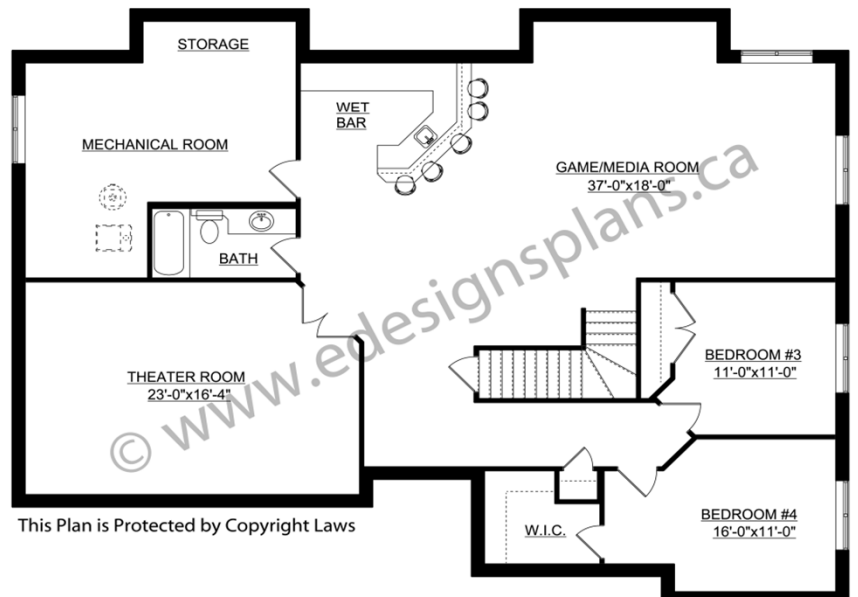 STORAGE
WET
BAR
MECHANICAL ROOM
GAME/MEDIA ROOM
37'-0"x18'-0"
BATH
THEATER ROOM
23'-0"x16'-4"
BEDROOM #3
11'-0"x11'-0"
© www.edesignsplans.ca
W.I.C.
BEDROOM #4
16'-0"x11'-0"
This Plan is Protected by Copyright Laws